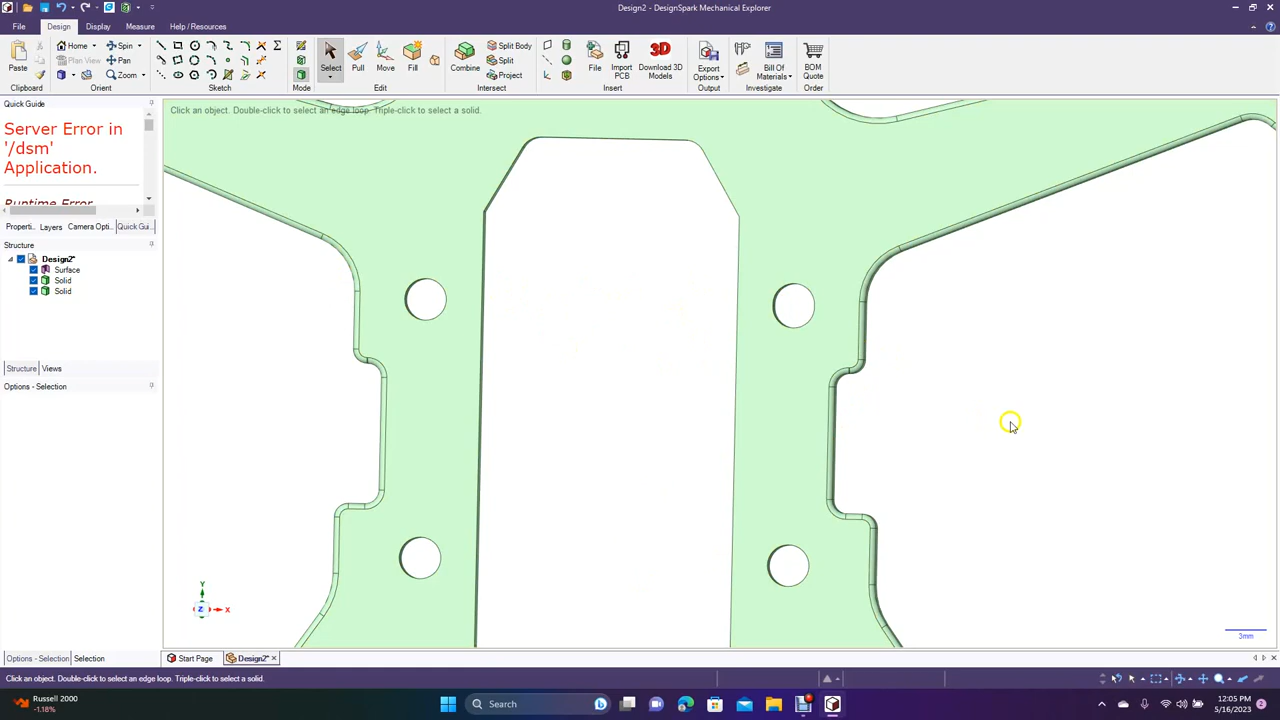 Design2 - DesignSpark Mechanical Explorer
File Design Display Measure Help / Resources
Paste
Home
Plan View
Spin
Pan
Zoom
Select
Pull
Move
Fill
Combine
Split Body
Split
Project
File
Import
PCB
Download 3D
Models
Export
Options
Bill of
Materials
BOM
Quote
Clipboard Orient Sketch Mode Edit Intersect Insert Output Investigate Order
Quick Guide
Server Error in
'/dsm'
Application.
Runtime Error
Properti.. Layers Camera Opti.. Quick Gui..
Structure
Design2*
Surface
Solid
Solid
Structure Views
Options - Selection
Click an object. Double-click to select an edge loop. Triple-click to select a solid.
Y
Z
X
3mm
Options - Selection Selection
Start Page Design2*
Click an object. Double-click to select an edge loop. Triple-click to select a solid.
Russell 2000
-1.18%
Search
12:05 PM
5/16/2023